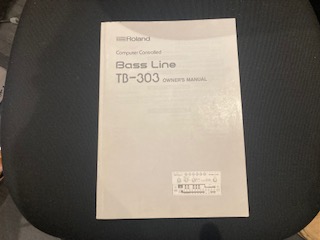 Roland
Computer Controlled
Bass Line
TB-303 OWNER'S MANUAL